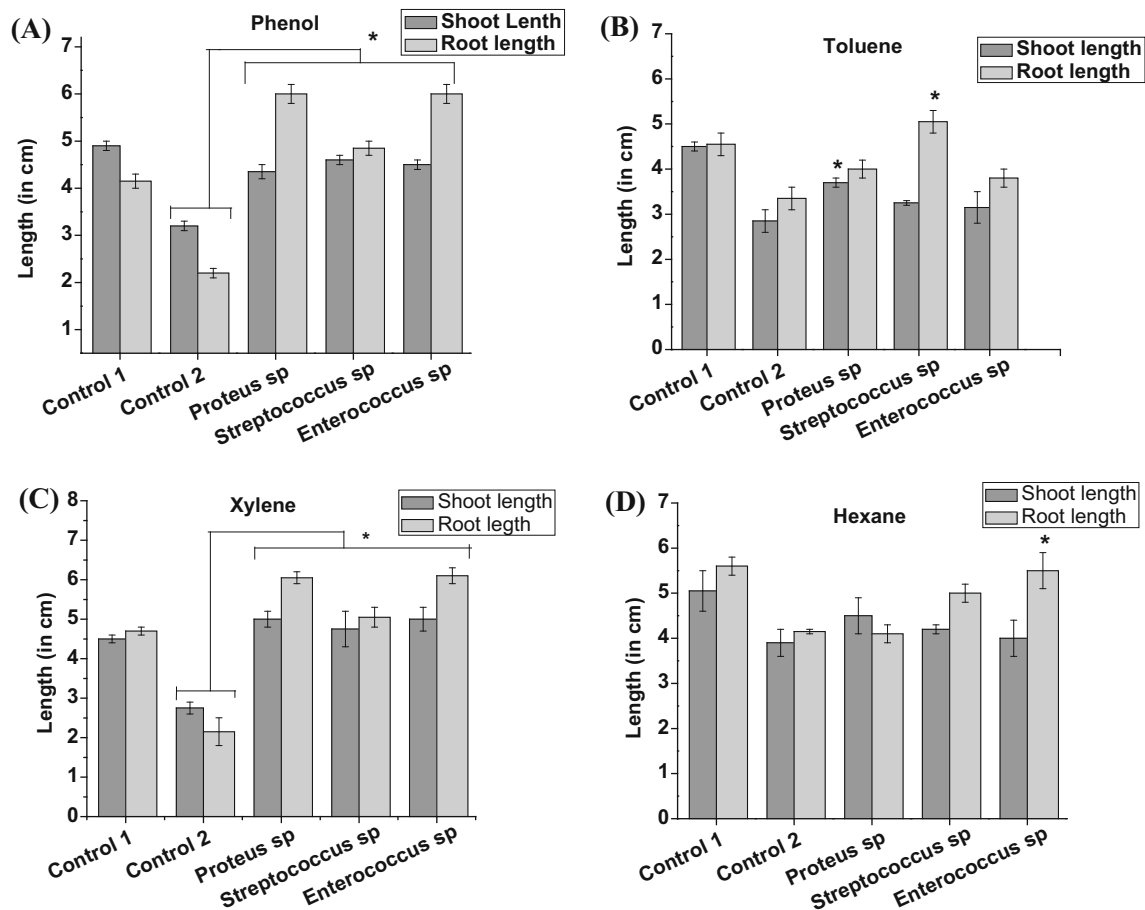 (A)
Phenol
Shoot Lenth
Root length
*
7
6
5
4
3
2
1
Length (in cm)
Control 1
Control 2
Proteus sp
Streptococcus sp
Enterococcus sp
(B)
Toluene
Shoot length
Root length
*
*
7
6
5
4
3
2
1
0
Length (in cm)
Control 1
Control 2
Proteus sp
Streptococcus sp
Enterococcus sp
(C)
Xylene
Shoot length
Root legth
*
8
7
6
5
4
3
2
1
0
Length (in cm)
Control 1
Control 2
Proteus sp
Streptococcus sp
Enterococcus sp
(D)
Hexane
Shoot length
Root length
*
7
6
5
4
3
2
1
0
Length (in cm)
Control 1
Control 2
Proteus sp
Streptococcus sp
Enterococcus sp